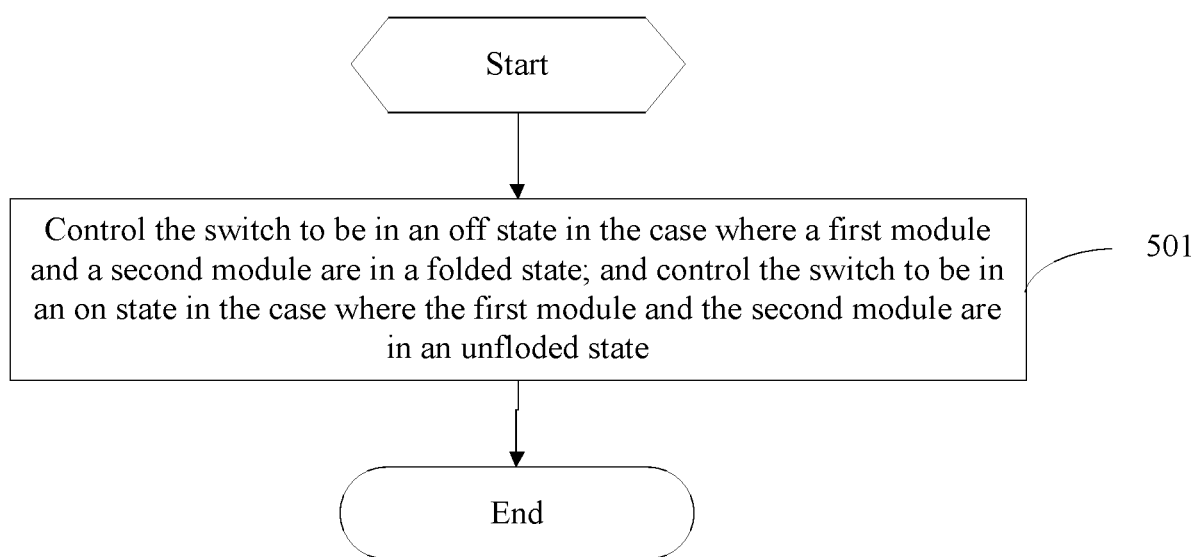 Start
Control the switch to be in an off state in the case where a first module
and a second module are in a folded state; and control the switch to be in
an on state in the case where the first module and the second module are
in an unfloded state
501
End